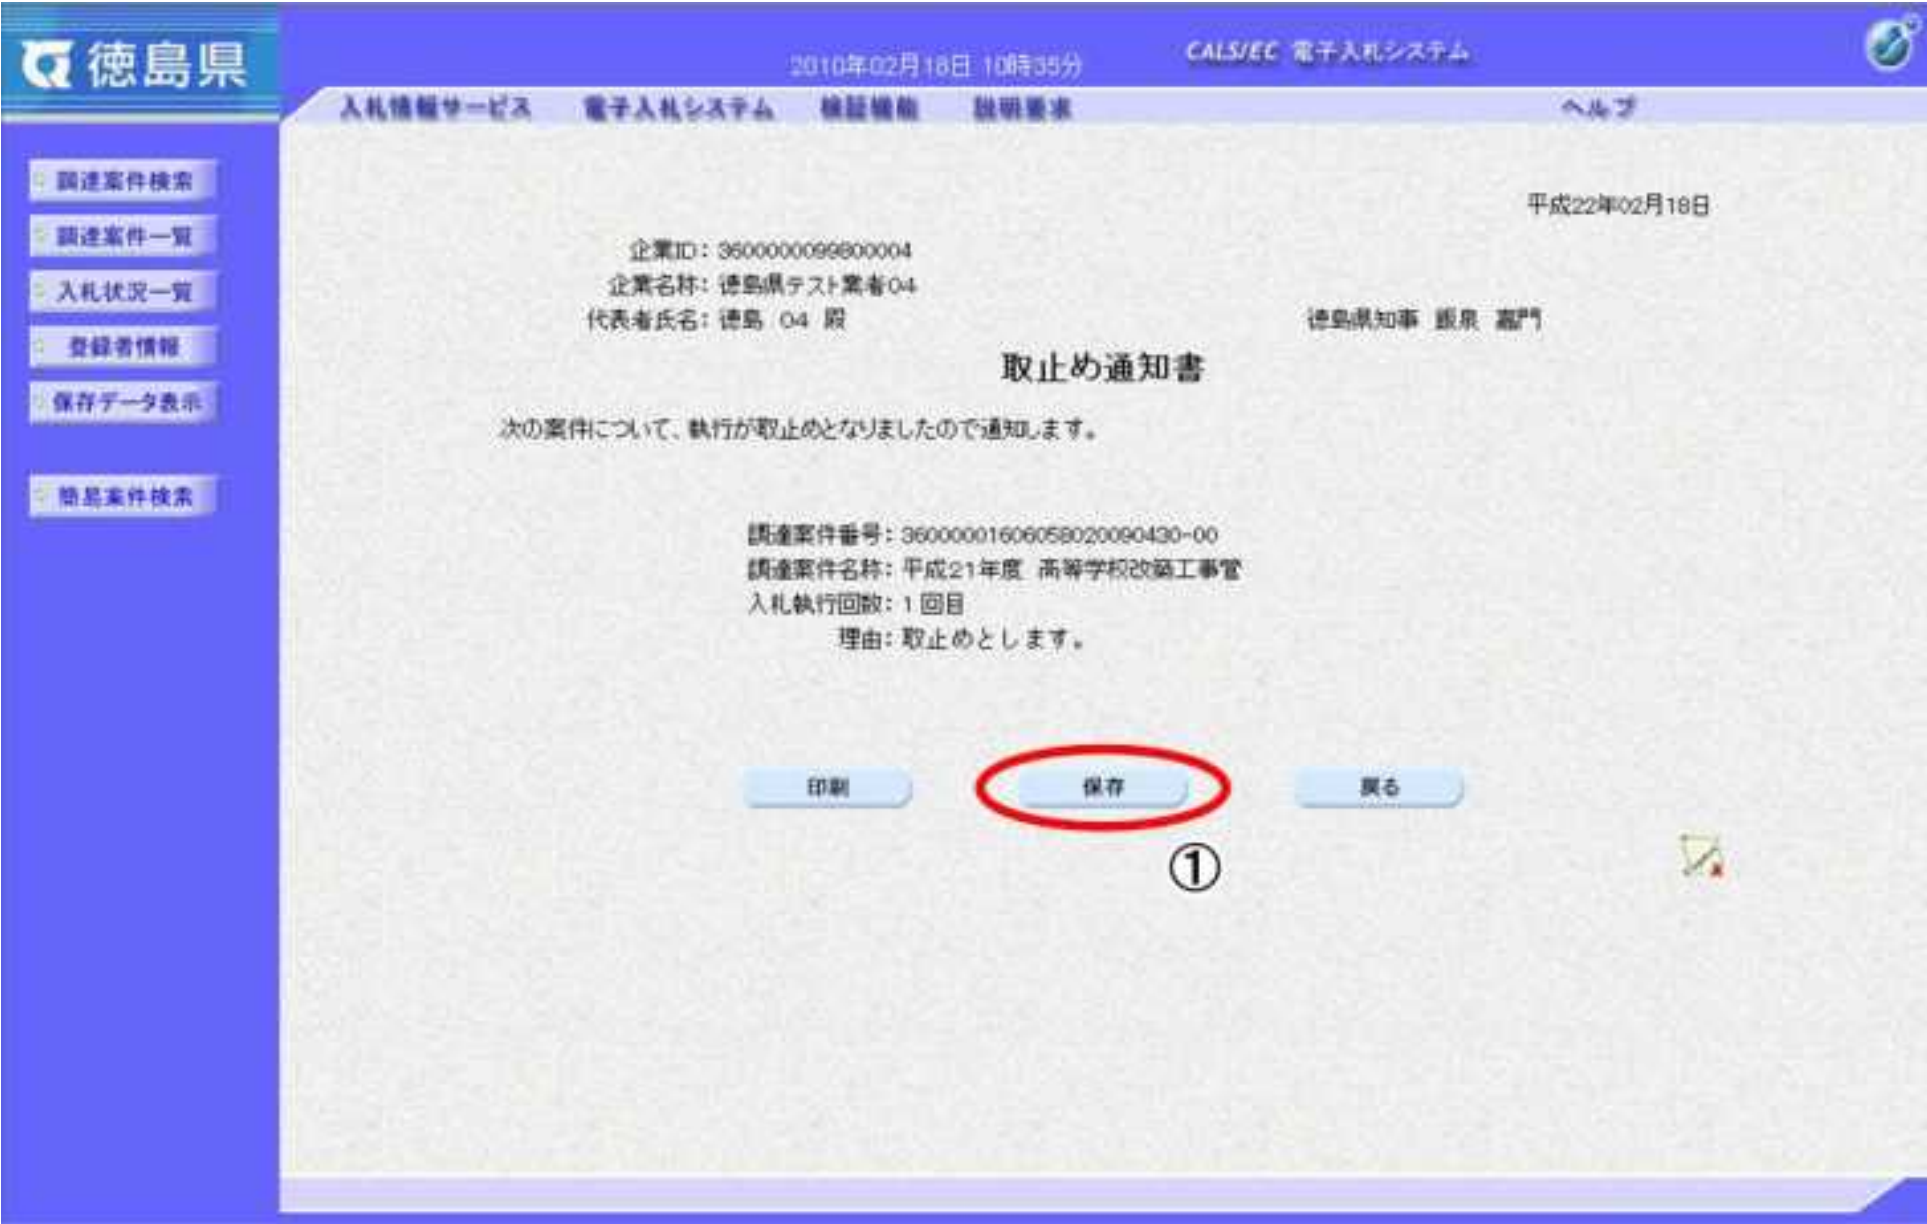 徳島県
2010年02月18日 10時35分
CALS/EC 電子入札システム
入札情報サービス 電子入札システム 検証機能 説明要求 ヘルプ
調達案件検索
調達案件一覧
入札状況一覧
登録者情報
保存データ表示
簡易案件検索
平成22年02月18日
企業ID：3600000099800004
企業名称：徳島県テスト業者04
代表者氏名：徳島 04 殿
徳島県知事 飯泉 嘉門
取止め通知書
次の案件について、執行が取止めとなりましたので通知します。
調達案件番号：3600000160605802009​0430-00
調達案件名称：平成21年度 高等学校改築工事管
入札執行回数：1回目
理由：取止めとします。
印刷
保存
戻る
①